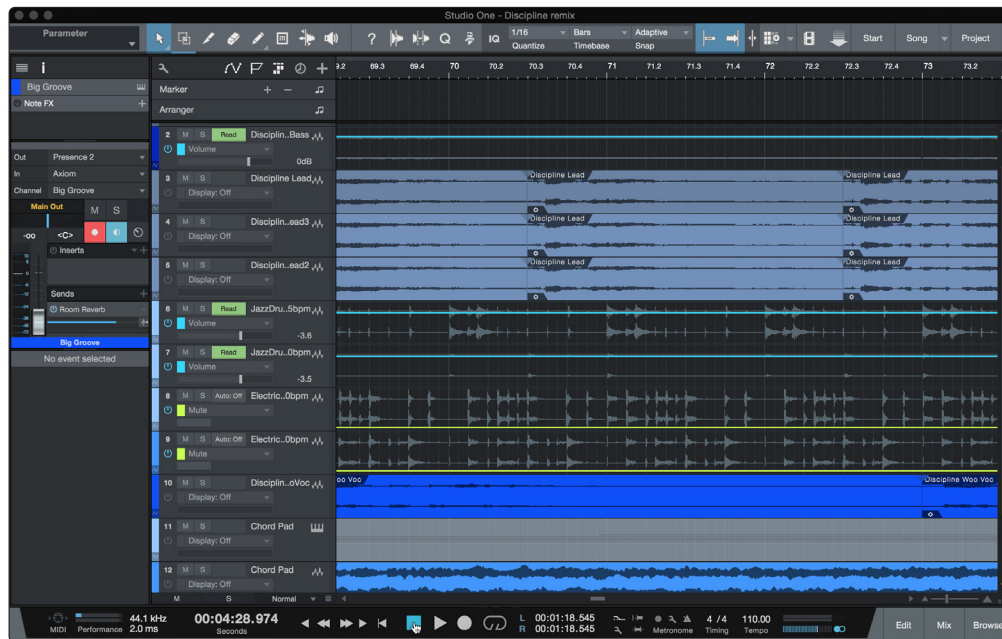 Studio One - Discipline remix
Parameter
IQ
1/16
Quantize
Bars
Timebase
Adaptive
Snap
Start
Song
Project
i
Big Groove
Note FX
Marker
Arranger
9.2 69.3 69.4 70 70.2 70.3 70.4 71 71.2 71.3 71.4 72 72.2 72.3 72.4 73 73.2
Out Presence 2
In Axiom
Channel Big Groove
Main Out M S
-oo <C>
Inserts
Sends
Room Reverb
Big Groove
No event selected
2 M S Read Disciplin..Bass
Volume
0dB
3 M S Discipline Lead
Display: Off
Discipline Lead
Discipline Lead
4 M S Disciplin..ead3
Display: Off
Discipline Lead
Discipline Lead
5 M S Disciplin..ead2
Display: Off
Discipline Lead
Discipline Lead
6 M S Read JazzDru..5bpm
Volume
-3.6
7 M S Read JazzDru..0bpm
Volume
-3.5
8 M S Auto: Off Electric..0bpm
Mute
9 M S Auto: Off Electric..0bpm
Mute
10 M S Disciplin..oVoc
Display: Off
oo Voc
Discipline Woo Voc
11 M S Chord Pad
Display: Off
12 M S Chord Pad
Display: Off
M S Normal
MIDI
Performance
44.1 kHz
2.0 ms
00:04:28.974
Seconds
L 00:01:18.545
R 00:01:18.545
Metronome
4 / 4
Timing
110.00
Tempo
Edit
Mix
Browse